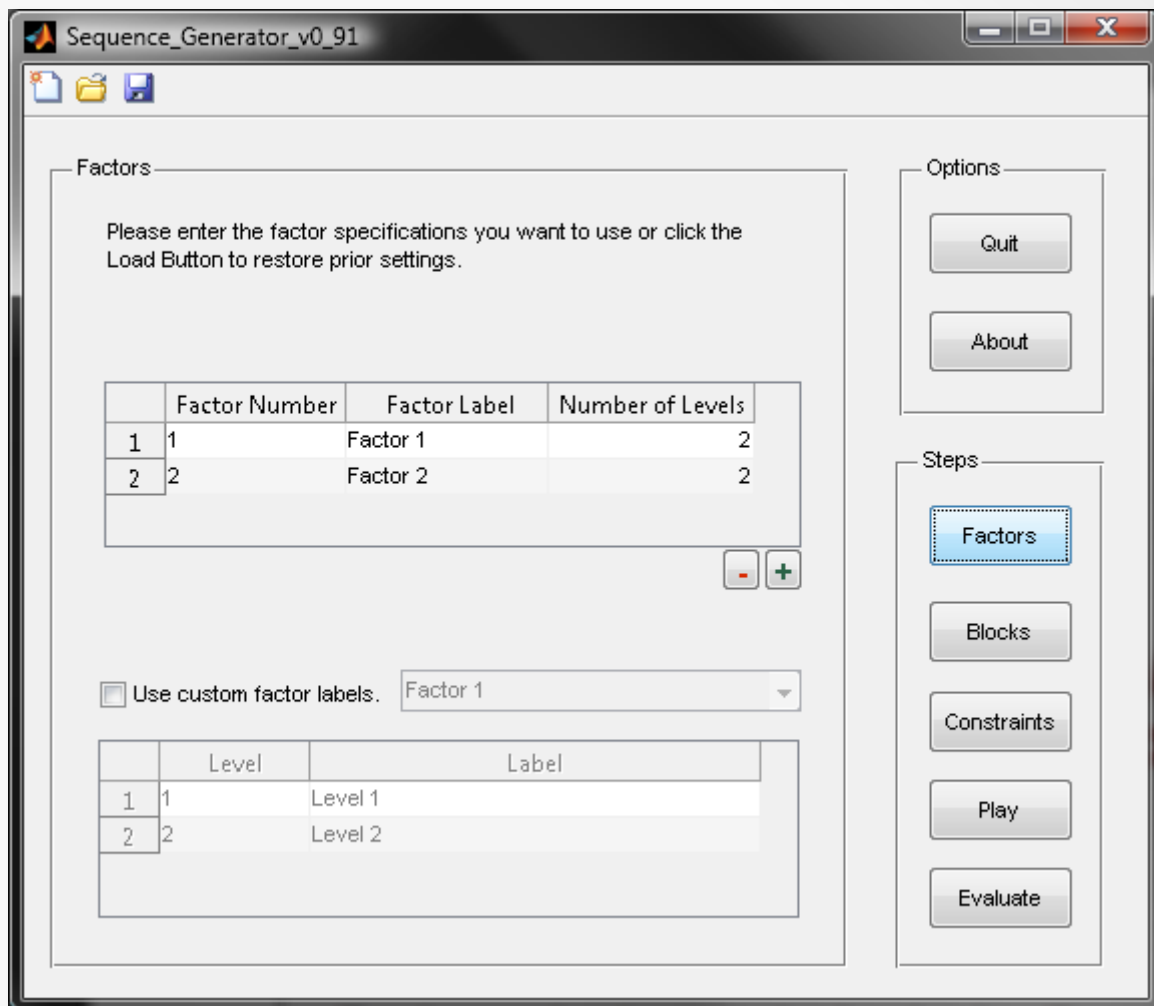 Sequence_Generator_v0_91
Factors
Please enter the factor specifications you want to use or click the
Load Button to restore prior settings.
Factor Number Factor Label Number of Levels
1 1 Factor 1 2
2 2 Factor 2 2
- +
Use custom factor labels. Factor 1
Level Label
1 1 Level 1
2 2 Level 2
Options
Quit
About
Steps
Factors
Blocks
Constraints
Play
Evaluate